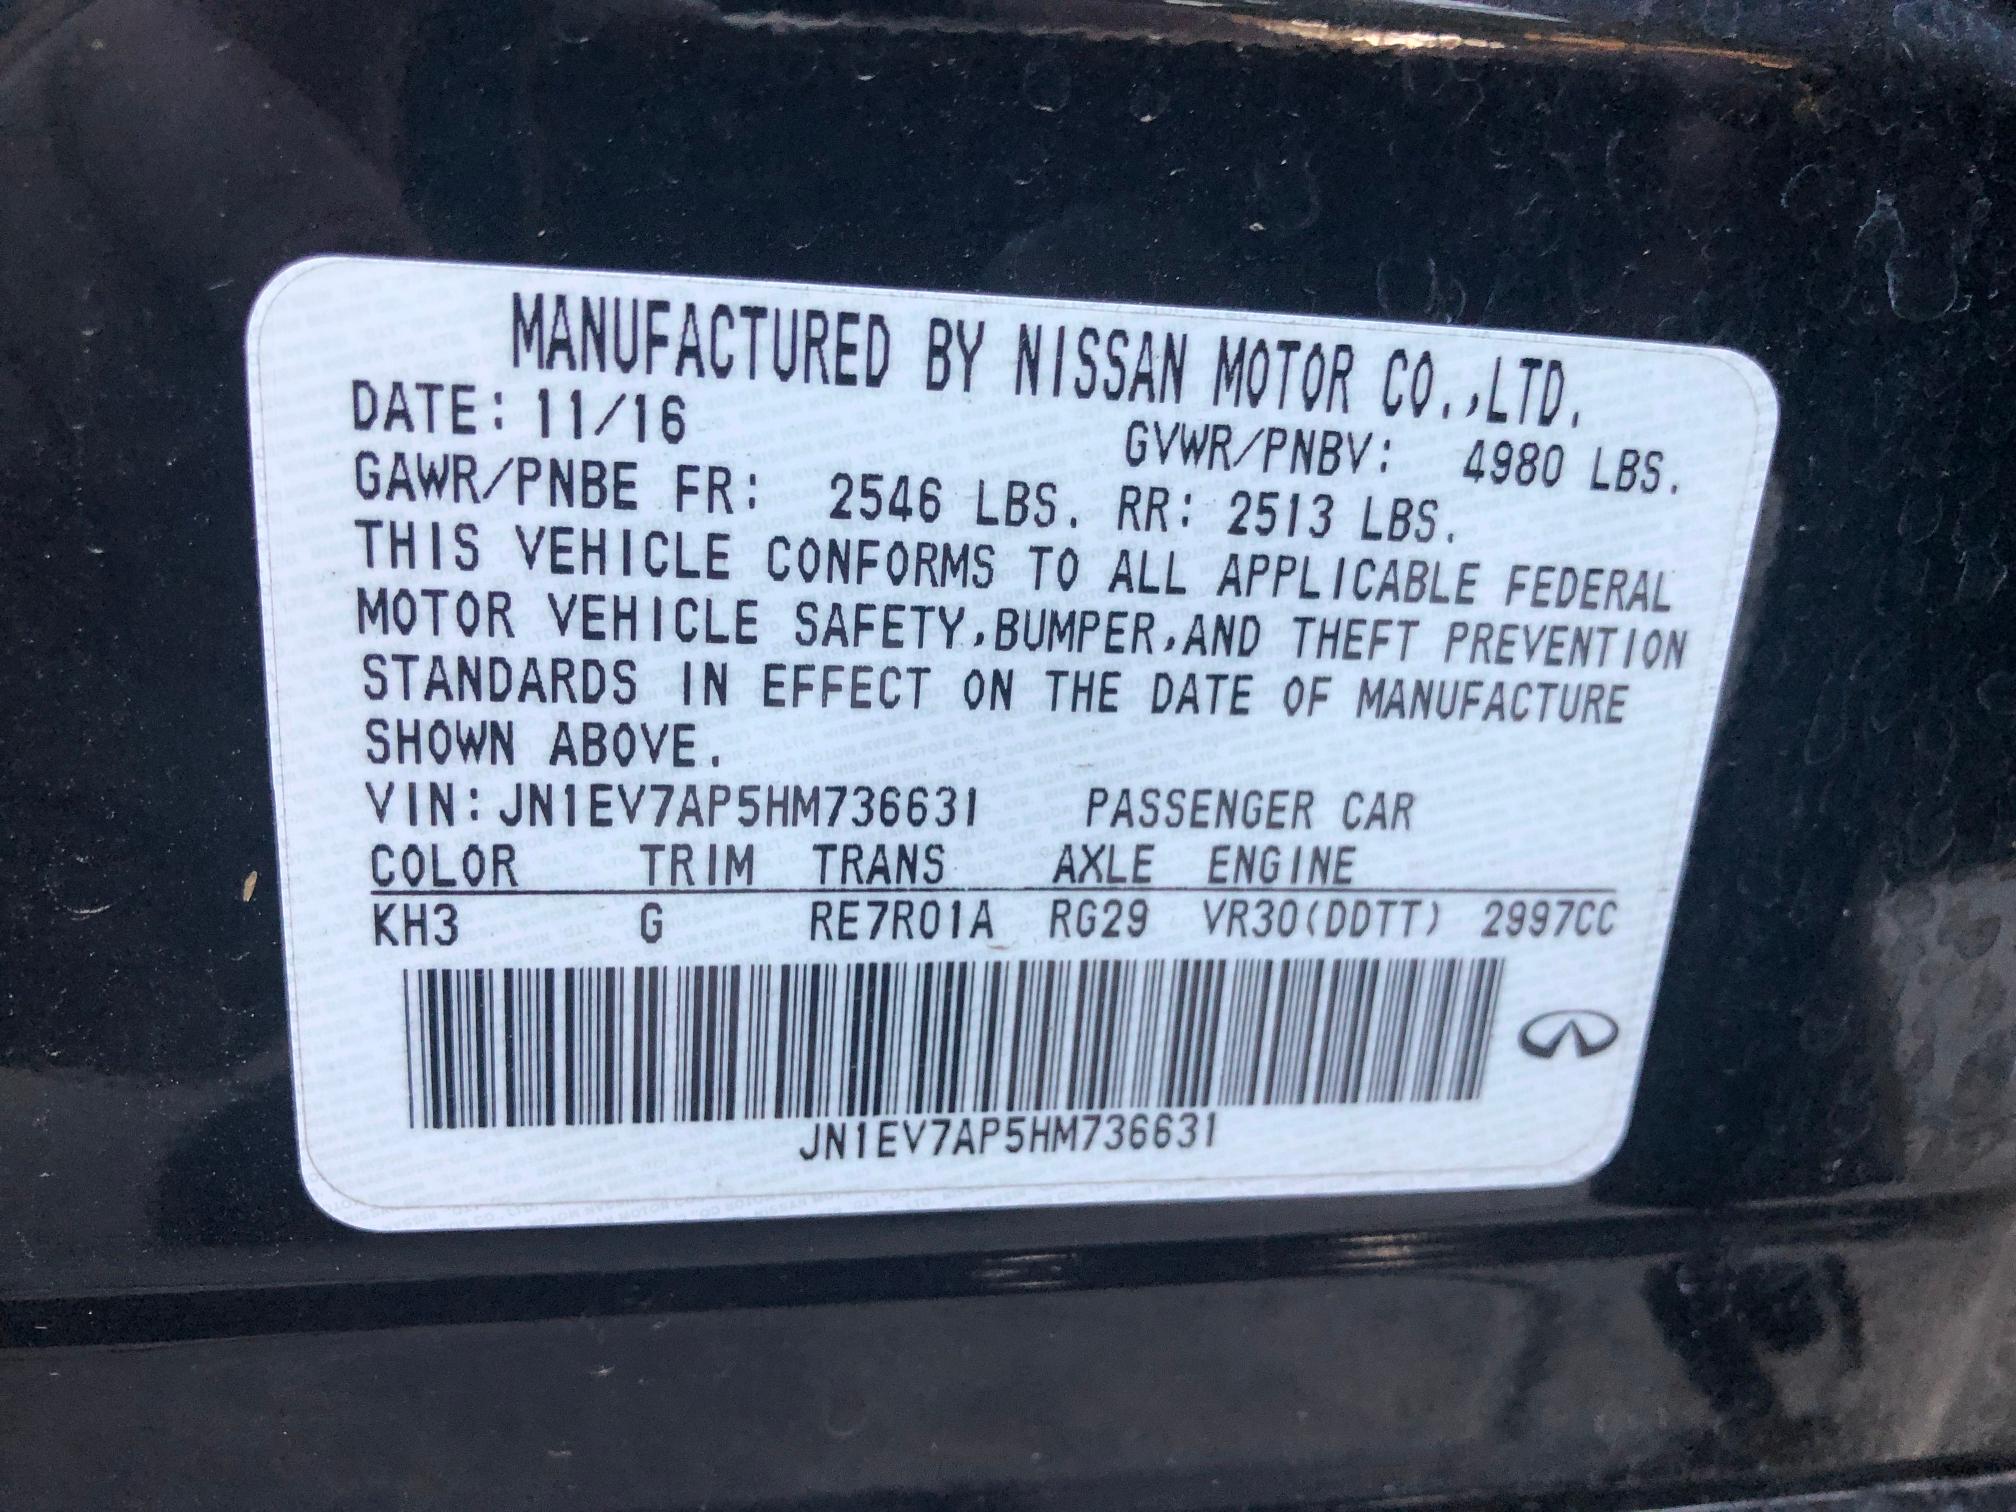 MANUFACTURED BY NISSAN MOTOR CO.,LTD.
DATE: 11/16 GVWR/PNBV: 4980 LBS.
GAWR/PNBE FR: 2546 LBS. RR: 2513 LBS.
THIS VEHICLE CONFORMS TO ALL APPLICABLE FEDERAL
MOTOR VEHICLE SAFETY,BUMPER,AND THEFT PREVENTION
STANDARDS IN EFFECT ON THE DATE OF MANUFACTURE
SHOWN ABOVE.
VIN:JN1EV7AP5HM736631 PASSENGER CAR
COLOR TRIM TRANS AXLE ENGINE
KH3 G RE7R01A RG29 VR30(DDTT) 2997CC
JN1EV7AP5HM736631